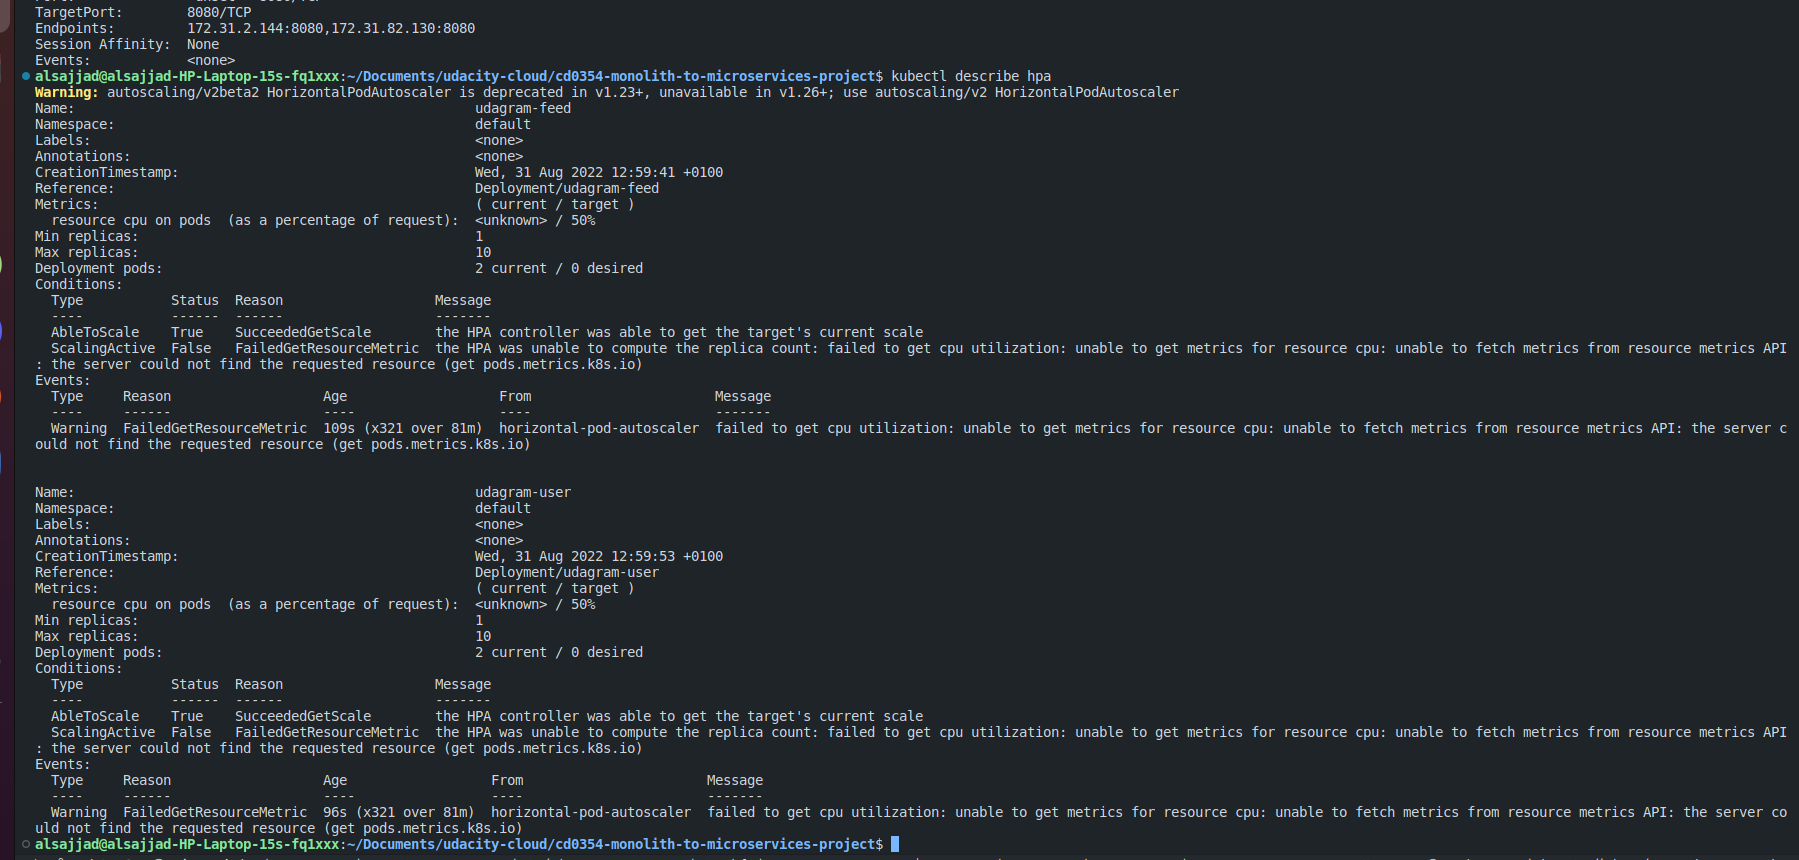 TargetPort:        8080/TCP
Endpoints:         172.31.2.144:8080,172.31.82.130:8080
Session Affinity:  None
Events:            <none>
alsajjad@alsajjad-HP-Laptop-15s-fq1xxx:~/Documents/udacity-cloud/cd0354-monolith-to-microservices-project$ kubectl describe hpa
Warning: autoscaling/v2beta2 HorizontalPodAutoscaler is deprecated in v1.23+, unavailable in v1.26+; use autoscaling/v2 HorizontalPodAutoscaler
Name:                                                  udagram-feed
Namespace:                                             default
Labels:                                                <none>
Annotations:                                           <none>
CreationTimestamp:                                     Wed, 31 Aug 2022 12:59:41 +0100
Reference:                                             Deployment/udagram-feed
Metrics:                                               ( current / target )
  resource cpu on pods  (as a percentage of request):  <unknown> / 50%
Min replicas:                                          1
Max replicas:                                          10
Deployment pods:                                       2 current / 0 desired
Conditions:
  Type           Status  Reason                   Message
  ----           ------  ------                   -------
  AbleToScale    True    SucceededGetScale        the HPA controller was able to get the target's current scale
  ScalingActive  False   FailedGetResourceMetric  the HPA was unable to compute the replica count: failed to get cpu utilization: unable to get metrics for resource cpu: unable to fetch metrics from resource metrics API
: the server could not find the requested resource (get pods.metrics.k8s.io)
Events:
  Type     Reason                   Age                   From                       Message
  ----     ------                   ----                  ----                       -------
  Warning  FailedGetResourceMetric  109s (x321 over 81m)  horizontal-pod-autoscaler  failed to get cpu utilization: unable to get metrics for resource cpu: unable to fetch metrics from resource metrics API: the server c
ould not find the requested resource (get pods.metrics.k8s.io)
Name:                                                  udagram-user
Namespace:                                             default
Labels:                                                <none>
Annotations:                                           <none>
CreationTimestamp:                                     Wed, 31 Aug 2022 12:59:53 +0100
Reference:                                             Deployment/udagram-user
Metrics:                                               ( current / target )
  resource cpu on pods  (as a percentage of request):  <unknown> / 50%
Min replicas:                                          1
Max replicas:                                          10
Deployment pods:                                       2 current / 0 desired
Conditions:
  Type           Status  Reason                   Message
  ----           ------  ------                   -------
  AbleToScale    True    SucceededGetScale        the HPA controller was able to get the target's current scale
  ScalingActive  False   FailedGetResourceMetric  the HPA was unable to compute the replica count: failed to get cpu utilization: unable to get metrics for resource cpu: unable to fetch metrics from resource metrics API
: the server could not find the requested resource (get pods.metrics.k8s.io)
Events:
  Type     Reason                   Age                  From                       Message
  ----     ------                   ----                 ----                       -------
  Warning  FailedGetResourceMetric  96s (x321 over 81m)  horizontal-pod-autoscaler  failed to get cpu utilization: unable to get metrics for resource cpu: unable to fetch metrics from resource metrics API: the server co
uld not find the requested resource (get pods.metrics.k8s.io)
alsajjad@alsajjad-HP-Laptop-15s-fq1xxx:~/Documents/udacity-cloud/cd0354-monolith-to-microservices-project$